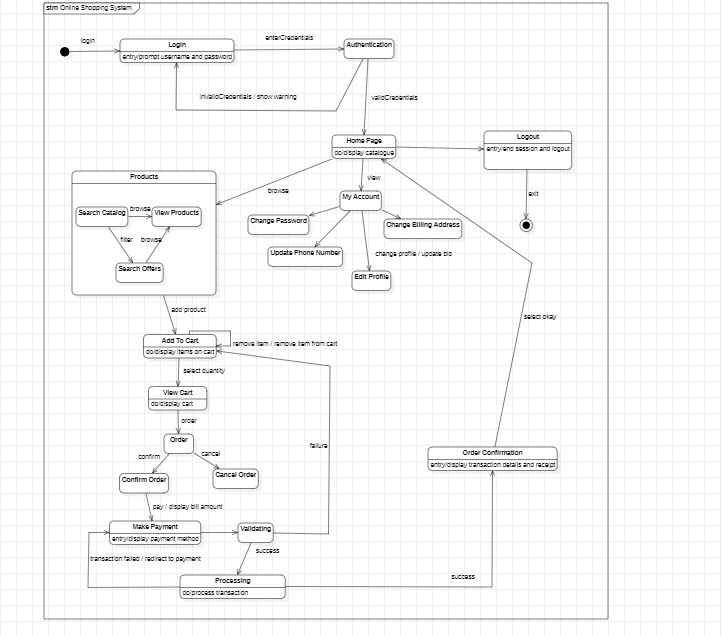 stm Online Shopping System
login
Login
entry/prompt username and password
enterCredentials
Authentication
invalidCredentials / show warning
validCredentials
Home Page
do/display catalogue
Logout
entry/end session and logout
exit
browse
view
Products
Search Catalog
browse
View Products
filter
browse
Search Offers
My Account
Change Password
Change Billing Address
Update Phone Number
change profile / update bio
Edit Profile
add product
Add To Cart
do/display items on cart
remove item / remove item from cart
select okay
select quantity
View Cart
do/display cart
order
Order
confirm
cancel
failure
Confirm Order
Cancel Order
Order Confirmation
entry/display transaction details and receipt
pay / display bill amount
Make Payment
entry/display payment method
Validating
success
transaction failed / redirect to payment
Processing
do/process transaction
success